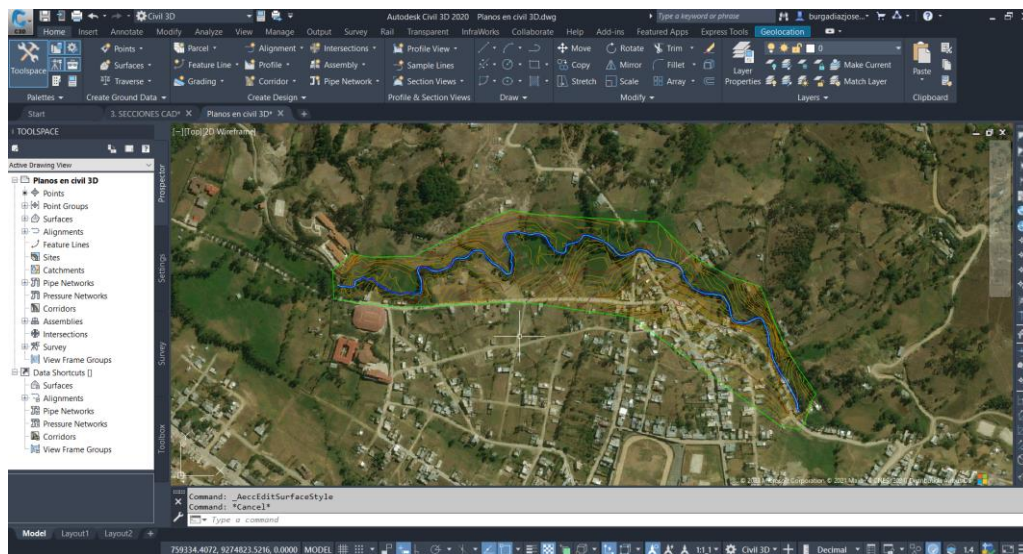 Civil 3D
Autodesk Civil 3D 2020 Planos en civil 3D.dwg
Type a keyword or phrase
burgadiazjose...
C3D
Home Insert Annotate Modify Analyze View Manage Output Survey Rail Transparent InfraWorks Collaborate Help Add-ins Featured Apps Express Tools Geolocation
Toolspace
Points
Surfaces
Traverse
Parcel
Feature Line
Grading
Alignment
Profile
Corridor
Intersections
Assembly
Pipe Network
Profile View
Sample Lines
Section Views
Move
Copy
Stretch
Rotate
Mirror
Scale
Trim
Fillet
Array
Layer
Properties
0
Make Current
Match Layer
Paste
Palettes
Create Ground Data
Create Design
Profile & Section Views
Draw
Modify
Layers
Clipboard
Start
3. SECCIONES CAD*
Planos en civil 3D*
TOOLSPACE
Active Drawing View
Planos en civil 3D
Points
Point Groups
Surfaces
Alignments
Feature Lines
Sites
Catchments
Pipe Networks
Pressure Networks
Corridors
Assemblies
Intersections
Survey
View Frame Groups
Data Shortcuts []
Surfaces
Alignments
Pipe Networks
Pressure Networks
Corridors
View Frame Groups
Prospector
Settings
Survey
Toolbox
[-][Top][2D Wireframe]
Command: _AeccEditSurfaceStyle
Command: *Cancel*
Type a command
Model Layout1 Layout2 +
759334.4072, 9274823.5216, 0.0000 MODEL
1:1.1
Civil 3D
Decimal
1.4